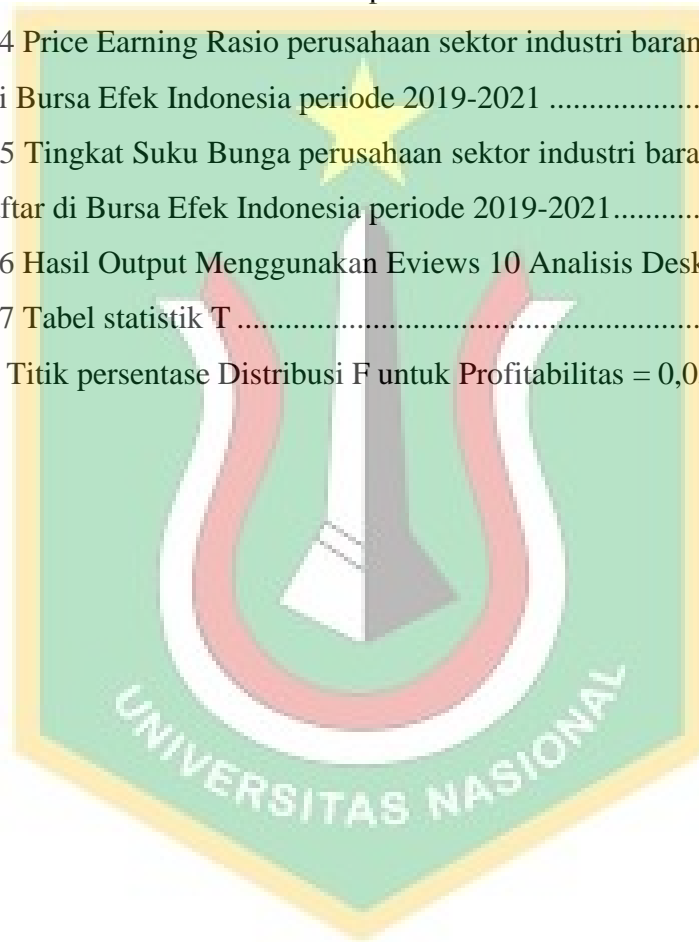 4 Price Earning Rasio perusahaan sektor industri baran
i Bursa Efek Indonesia periode 2019-2021 ...................
5 Tingkat Suku Bunga perusahaan sektor industri bara
ftar di Bursa Efek Indonesia periode 2019-2021............
6 Hasil Output Menggunakan Eviews 10 Analisis Desk
7 Tabel statistik T ..................................................
Titik persentase Distribusi F untuk Profitabilitas = 0,0
UNIVERSITAS NASIONAL